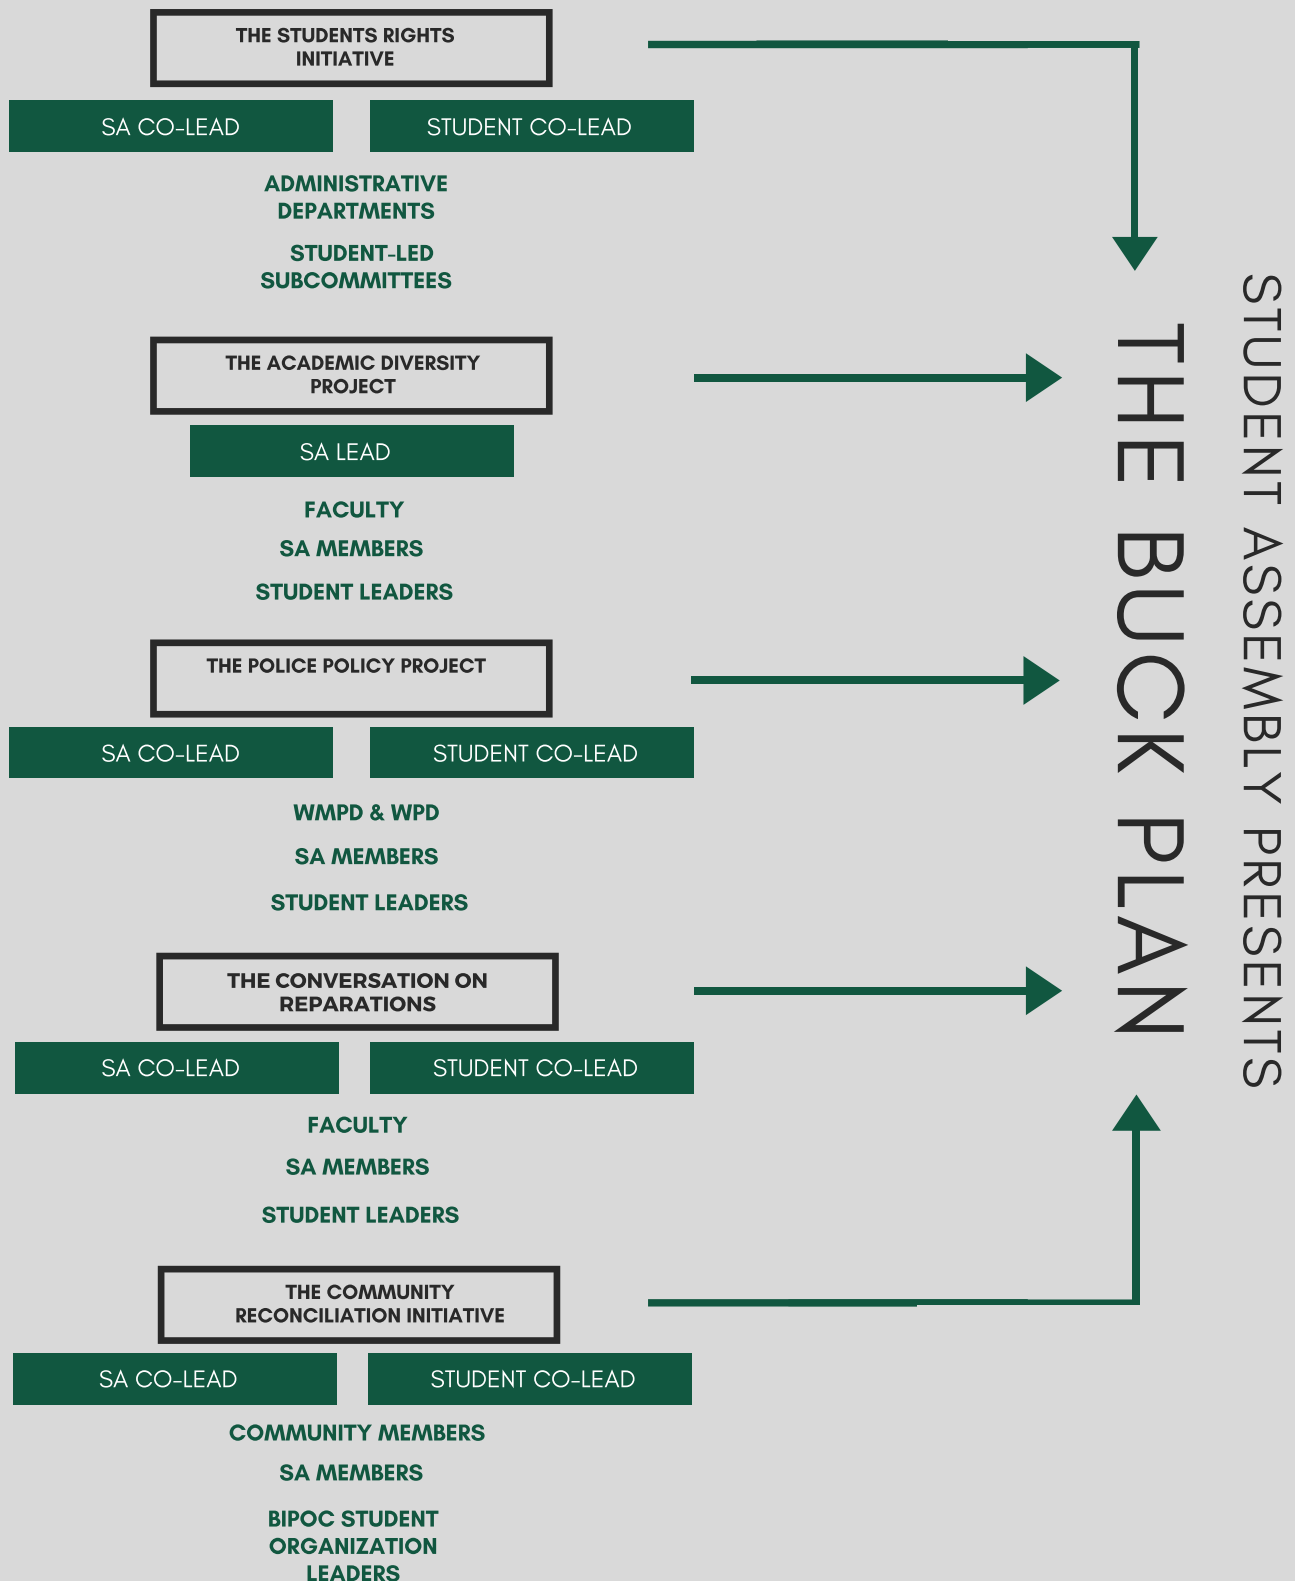 THE STUDENTS RIGHTS
INITIATIVE
SA CO-LEAD
STUDENT CO-LEAD
ADMINISTRATIVE
DEPARTMENTS
STUDENT-LED
SUBCOMMITTEES
THE ACADEMIC DIVERSITY
PROJECT
SA LEAD
FACULTY
SA MEMBERS
STUDENT LEADERS
THE POLICE POLICY PROJECT
SA CO-LEAD
STUDENT CO-LEAD
WMPD & WPD
SA MEMBERS
STUDENT LEADERS
THE CONVERSATION ON
REPARATIONS
SA CO-LEAD
STUDENT CO-LEAD
FACULTY
SA MEMBERS
STUDENT LEADERS
THE COMMUNITY
RECONCILIATION INITIATIVE
SA CO-LEAD
STUDENT CO-LEAD
COMMUNITY MEMBERS
SA MEMBERS
BIPOC STUDENT
ORGANIZATION
LEADERS
STUDENT ASSEMBLY PRESENTS
THE BUCK PLAN